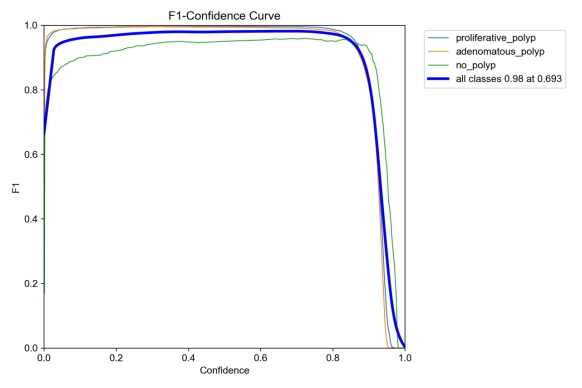 F1-Confidence Curve
1.0
0.8
0.6
0.4
0.2
0.0
F1
0.0 0.2 0.4 0.6 0.8 1.0
Confidence
proliferative_polyp
adenomatous_polyp
no_polyp
all classes 0.98 at 0.693